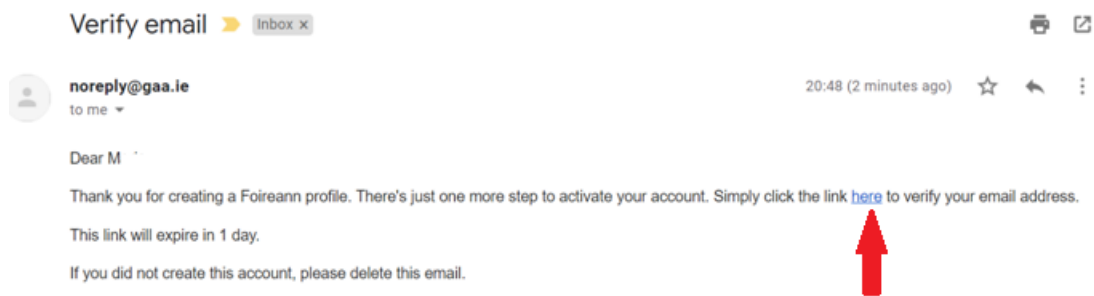 Verify email Inbox ×
noreply@gaa.ie 20:48 (2 minutes ago)
to me
Dear M
Thank you for creating a Foireann profile. There's just one more step to activate your account. Simply click the link here to verify your email address.
This link will expire in 1 day.
If you did not create this account, please delete this email.